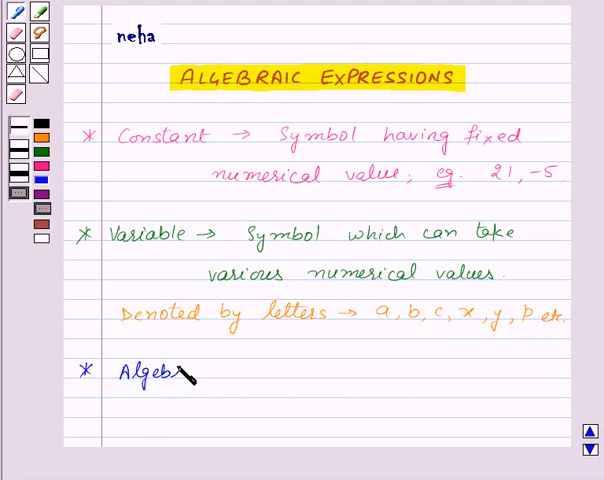 neha
ALGEBRAIC EXPRESSIONS
* Constant → Symbol having fixed
numerical value, eg. 21, -5.
* Variable → Symbol which can take
various numerical values.
Denoted by letters → a, b, c, x, y, p etc.
* Algeb